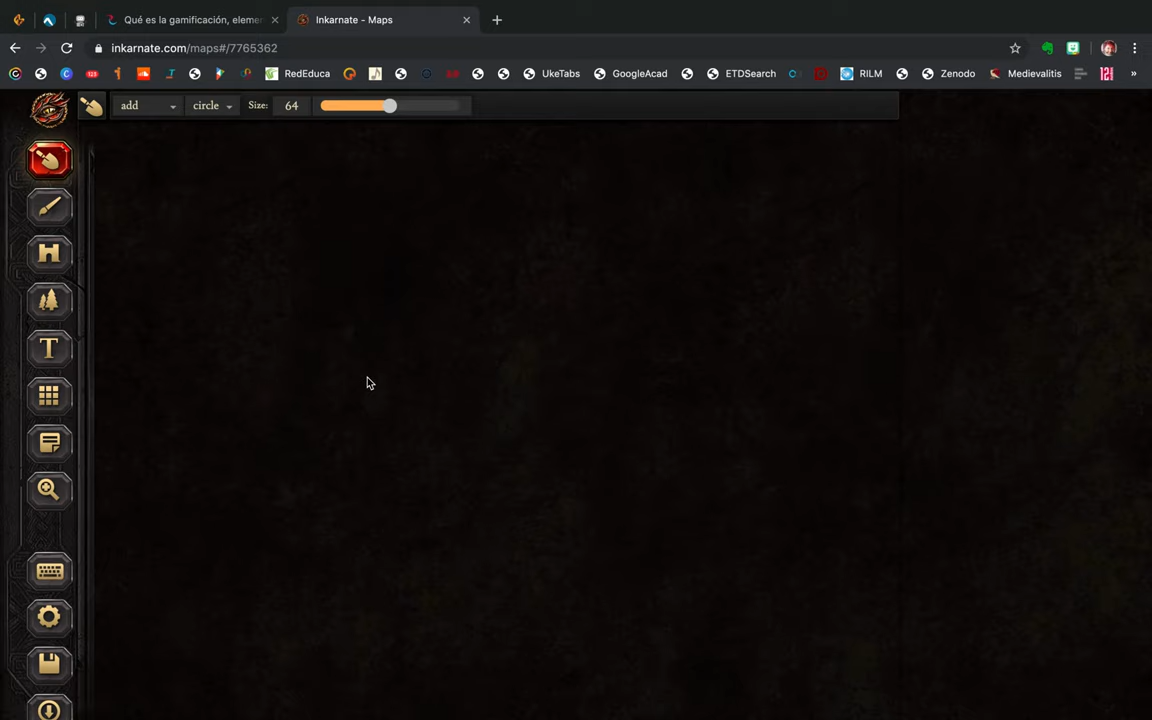 Qué es la gamificación, elemen
Inkarnate - Maps
inkarnate.com/maps#/7765362
RedEduca
UkeTabs
GoogleAcad
ETDSearch
RILM
Zenodo
Medievalitis
»
add
circle
Size:
64
T